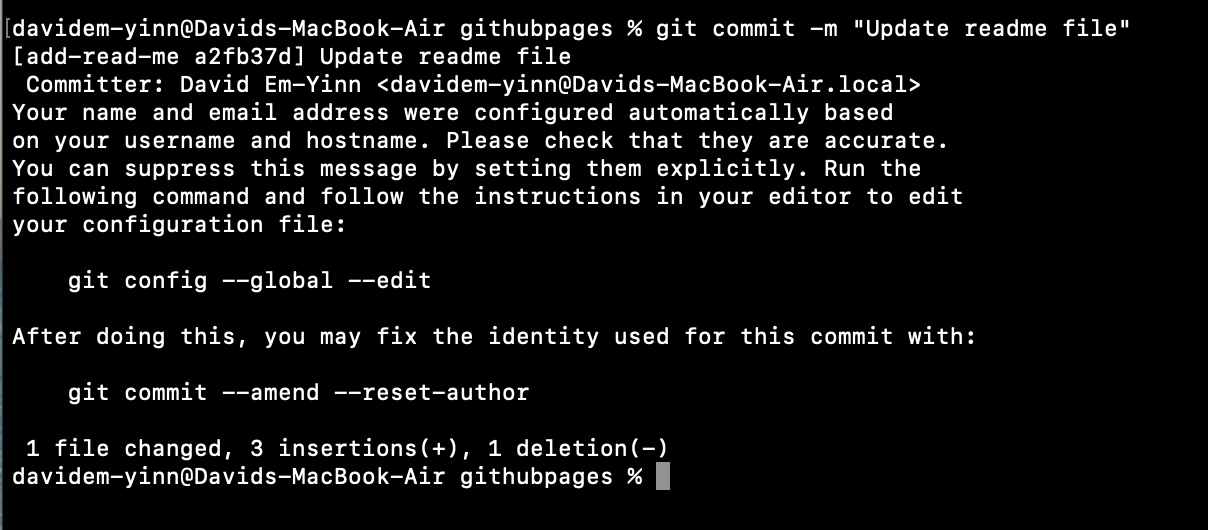 [davidem-yinn@Davids-MacBook-Air githubpages % git commit -m "Update readme file"
[add-read-me a2fb37d] Update readme file
 Committer: David Em-Yinn <davidem-yinn@Davids-MacBook-Air.local>
Your name and email address were configured automatically based
on your username and hostname. Please check that they are accurate.
You can suppress this message by setting them explicitly. Run the
following command and follow the instructions in your editor to edit
your configuration file:

    git config --global --edit

After doing this, you may fix the identity used for this commit with:

    git commit --amend --reset-author

 1 file changed, 3 insertions(+), 1 deletion(-)
davidem-yinn@Davids-MacBook-Air githubpages %